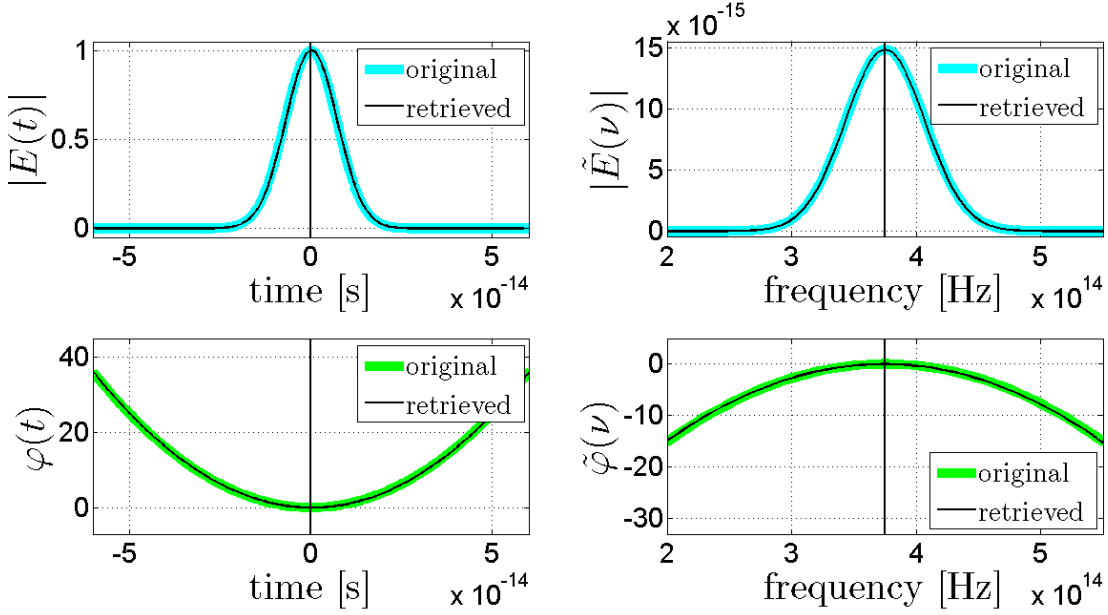 |E(t)|
1
0.5
0
original
retrieved
-5 0 5
time [s]
x 10^-14
x 10^-15
|Ẽ(ν)|
15
10
5
0
original
retrieved
2 3 4 5
frequency [Hz]
x 10^14
φ(t)
40
20
0
original
retrieved
-5 0 5
time [s]
x 10^-14
φ̃(ν)
0
-10
-20
-30
original
retrieved
2 3 4 5
frequency [Hz]
x 10^14